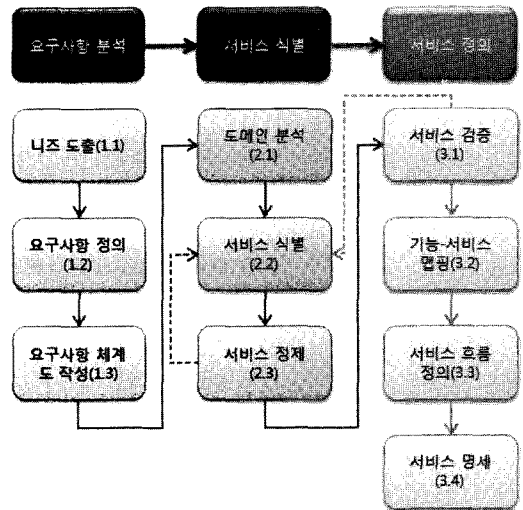 요구사항 분석
서비스 식별
서비스 정의
니즈 도출(1.1)
요구사항 정의
(1.2)
요구사항 체계
도 작성(1.3)
도메인 분석
(2.1)
서비스 식별
(2.2)
서비스 정제
(2.3)
서비스 검증
(3.1)
기능-서비스
맵핑(3.2)
서비스 흐름
정의(3.3)
서비스 명세
(3.4)